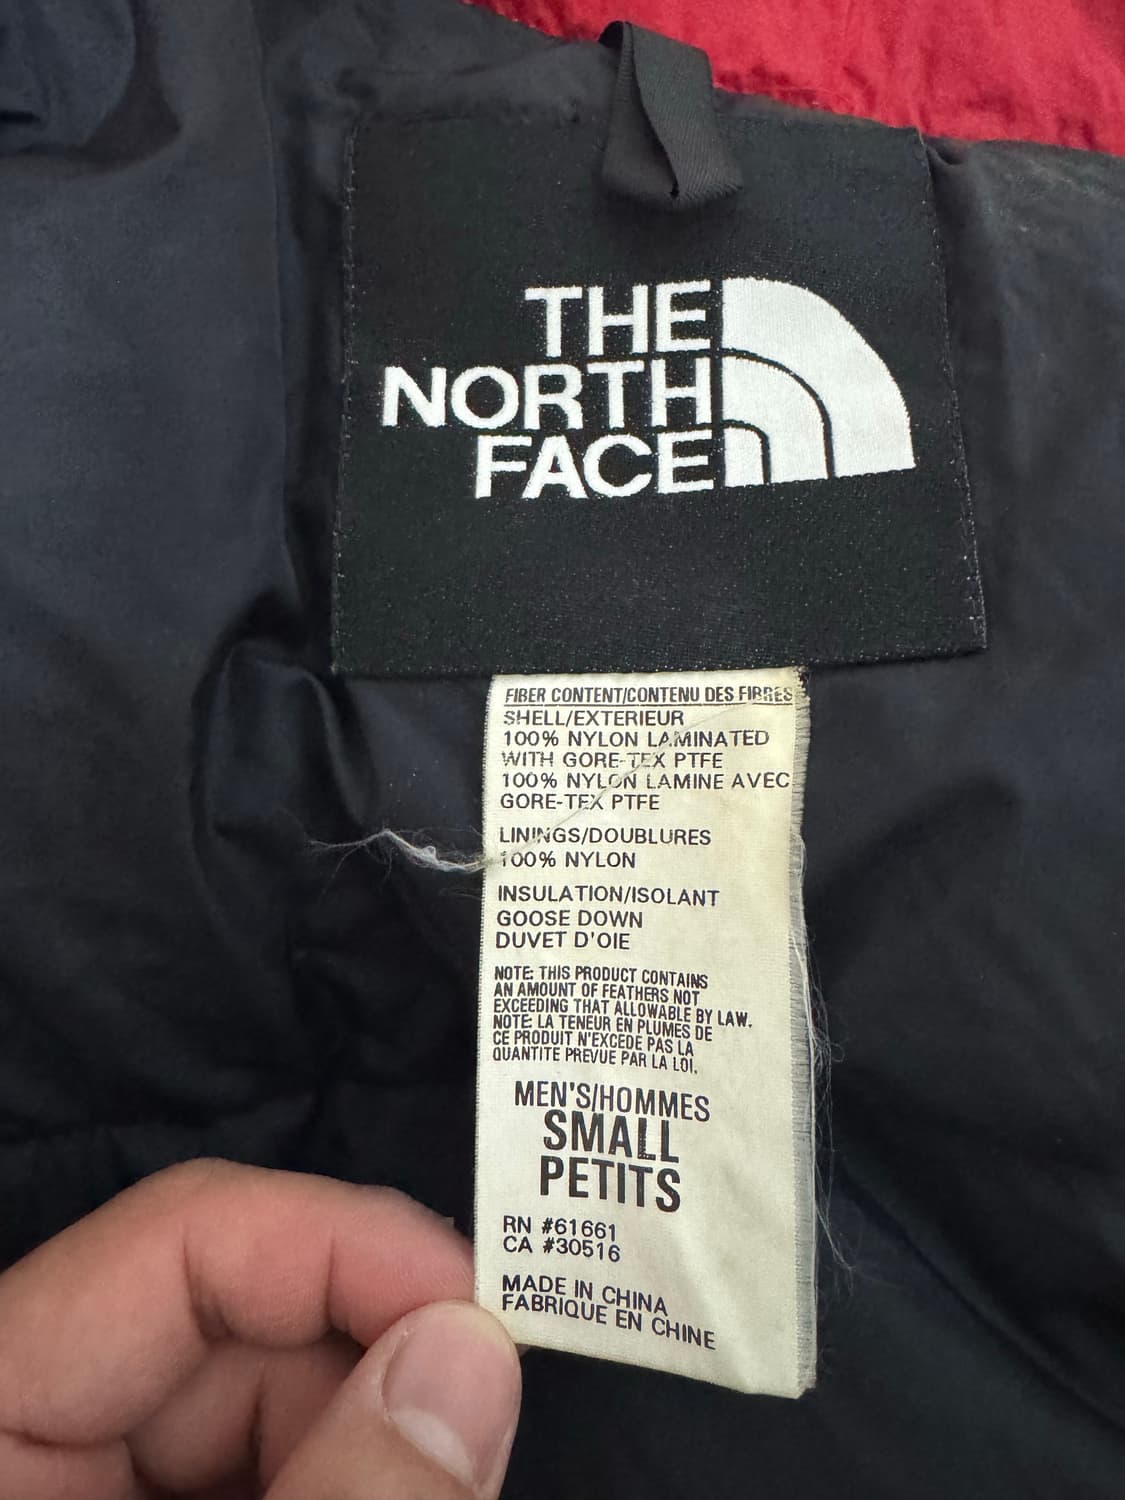 THE
NORTH
FACE
FIBER CONTENT/CONTENU DES FIBRES
SHELL/EXTERIEUR
100% NYLON LAMINATED
WITH GORE-TEX PTFE
100% NYLON LAMINE AVEC
GORE-TEX PTFE
LININGS/DOUBLURES
100% NYLON
INSULATION/ISOLANT
GOOSE DOWN
DUVET D'OIE
NOTE: THIS PRODUCT CONTAINS
AN AMOUNT OF FEATHERS NOT
EXCEEDING THAT ALLOWABLE BY LAW.
NOTE: LA TENEUR EN PLUMES DE
CE PRODUIT N'EXCEDE PAS LA
QUANTITE PREVUE PAR LA LOI.
MEN'S/HOMMES
SMALL
PETITS
RN #61661
CA #30516
MADE IN CHINA
FABRIQUE EN CHINE